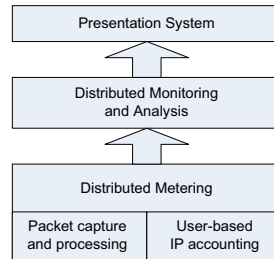 Presentation System
Distributed Monitoring
and Analysis
Distributed Metering
Packet capture
and processing
User-based
IP accounting